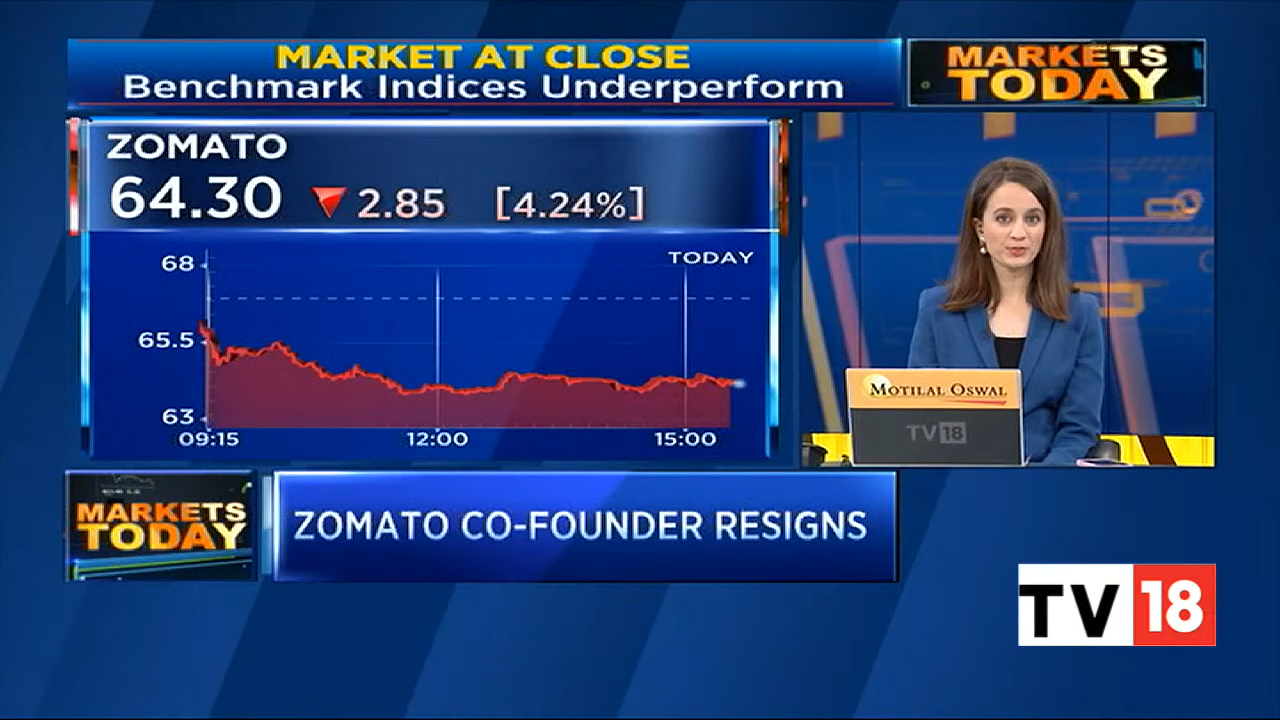 MARKET AT CLOSE
Benchmark Indices Underperform
MARKETS
TODAY
ZOMATO
64.30 ▼ 2.85 [4.24%]
TODAY
68
65.5
63
09:15 12:00 15:00
MOTILAL OSWAL
TV18
MARKETS
TODAY
ZOMATO CO-FOUNDER RESIGNS
TV18